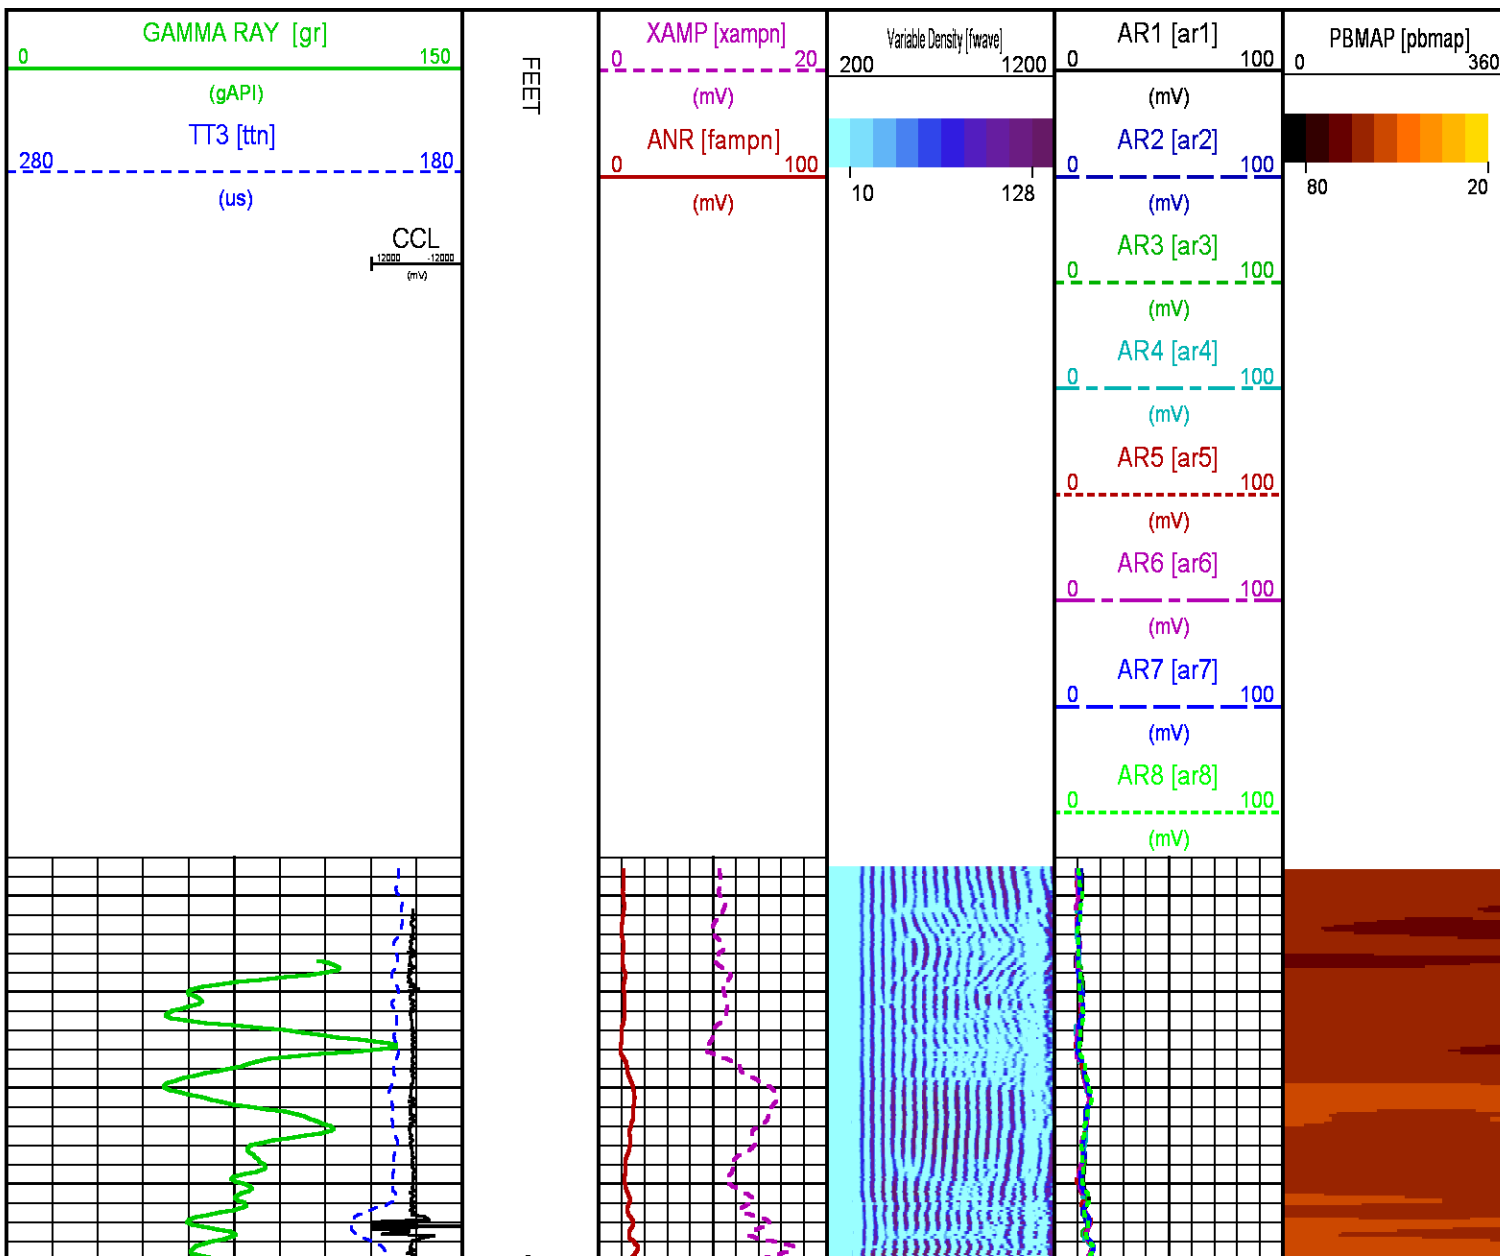 GAMMA RAY [gr]
0 150
(gAPI)
TT3 [ttn]
280 180
(us)
CCL
12000 -12000
(mV)
FEET
XAMP [xampn]
0 20
(mV)
ANR [fampn]
0 100
(mV)
Variable Density [fwave]
200 1200
10 128
AR1 [ar1]
0 100
(mV)
AR2 [ar2]
0 100
(mV)
AR3 [ar3]
0 100
(mV)
AR4 [ar4]
0 100
(mV)
AR5 [ar5]
0 100
(mV)
AR6 [ar6]
0 100
(mV)
AR7 [ar7]
0 100
(mV)
AR8 [ar8]
0 100
(mV)
PBMAP [pbmap]
0 360
80 20